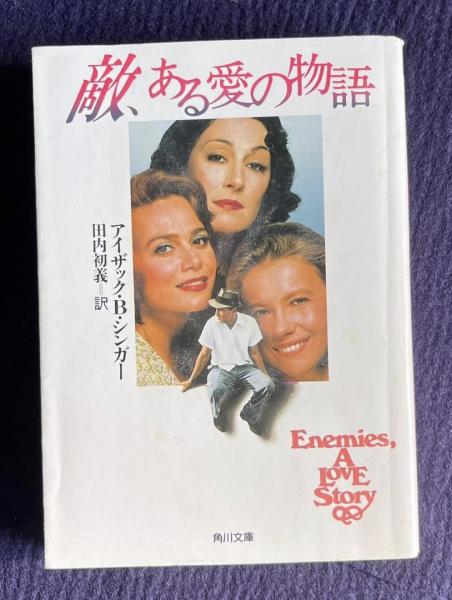 敵、ある愛の物語
アイザック・B・シンガー
田内初義=訳
Enemies,
A
LOVE
Story
角川文庫